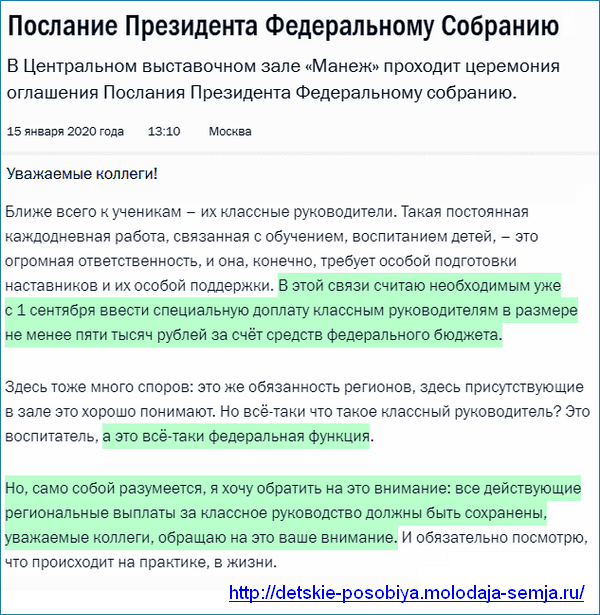 Послание Президента Федеральному Собранию
В Центральном выставочном зале «Манеж» проходит церемония
оглашения Послания Президента Федеральному собранию.
15 января 2020 года 13:10 Москва
Уважаемые коллеги!
Ближе всего к ученикам – их классные руководители. Такая постоянная
каждодневная работа, связанная с обучением, воспитанием детей, – это
огромная ответственность, и она, конечно, требует особой подготовки
наставников и их особой поддержки. В этой связи считаю необходимым уже
с 1 сентября ввести специальную доплату классным руководителям в размере
не менее пяти тысяч рублей за счёт средств федерального бюджета.
Здесь тоже много споров: это же обязанность регионов, здесь присутствующие
в зале это хорошо понимают. Но всё-таки что такое классный руководитель? Это
воспитатель, а это всё-таки федеральная функция.
Но, само собой разумеется, я хочу обратить на это внимание: все действующие
региональные выплаты за классное руководство должны быть сохранены,
уважаемые коллеги, обращаю на это ваше внимание. И обязательно посмотрю,
что происходит на практике, в жизни.
http://detskie-posobiya.molodaja-semja.ru/